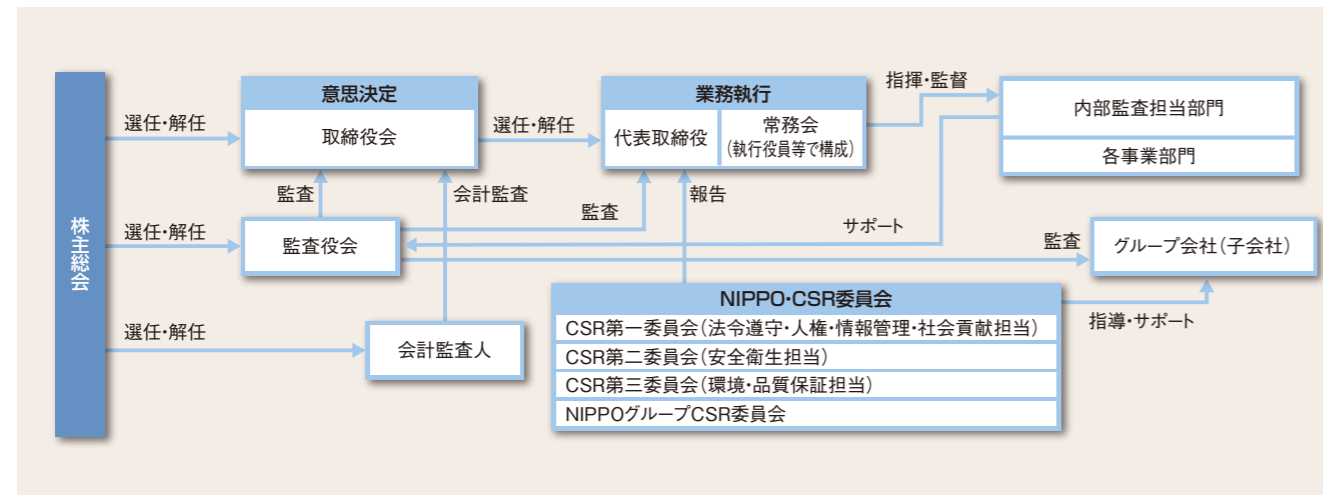 株主総会
選任・解任
意思決定
取締役会
選任・解任
業務執行
代表取締役
常務会
(執行役員等で構成)
指揮・監督
内部監査担当部門
各事業部門
監査
会計監査
監査
報告
サポート
選任・解任
監査役会
監査
グループ会社(子会社)
選任・解任
会計監査人
NIPPO・CSR委員会
CSR第一委員会(法令遵守・人権・情報管理・社会貢献担当)
CSR第二委員会(安全衛生担当)
CSR第三委員会(環境・品質保証担当)
NIPPOグループCSR委員会
指導・サポート